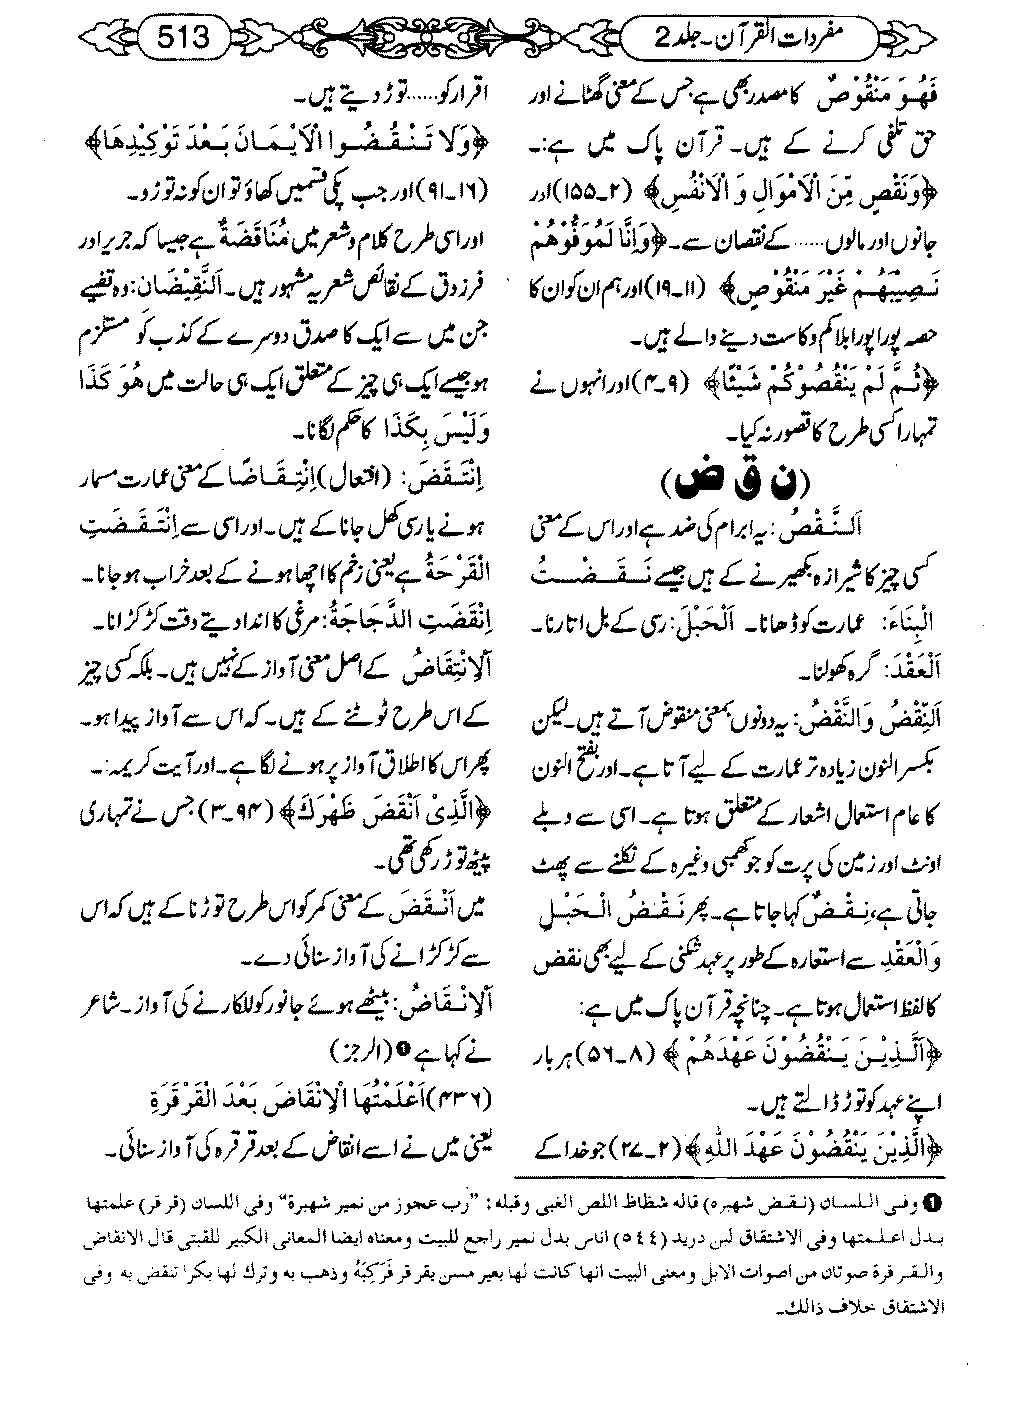 مفردات القرآن۔ جلد 2
513
فَهُوَ مَنْقُوْصٌ کا مصدر بھی ہے جس کے معنی گھٹانے اور
حق تلفی کرنے کے ہیں۔ قرآن پاک میں ہے:۔
﴿وَنَقْصٍ مِّنَ الْاَمْوَالِ وَ الْاَنْفُسِ﴾ (۲۔۱۵۵) اور
جانوں اور مالوں...... کے نقصان سے۔ ﴿وَاِنَّا لَمُوَفُّوْهُمْ
نَصِيْبَهُمْ غَيْرَ مَنْقُوْصٍ﴾ (۱۱۔۱۰۹) اور ہم ان کو ان کا
حصہ پورا پورا بلا کم وکاست دینے والے ہیں۔
﴿ثُمَّ لَمْ يَنْقُصُوْكُمْ شَيْئًا﴾ (۹۔۴) اور انہوں نے
تمہارا کسی طرح کا قصور نہ کیا۔
(ن ق ض)
اَلنَّقْضُ: یہ ابرام کی ضد ہے اور اس کے معنی
کسی چیز کا شیرازہ بکھیرنے کے ہیں جیسے نَقَضْتُ
الْبِنَاءَ: عمارت کو ڈھانا۔ اَلْحَبْلَ: رسی کے بل اتارنا۔
اَلْعَقْدَ: گرہ کھولنا۔
اَلنِّقْضُ وَالنَّقْضُ: یہ دونوں بمعنی منقوض آتے ہیں۔ لیکن
بکسر النون زیادہ تر عمارت کے لیے آتا ہے۔ اور بفتح النون
کا عام استعمال اشعار کے متعلق ہوتا ہے۔ اسی سے دبلے
اونٹ اور زمین کی پرت کو جو کھمبی وغیرہ کے نکلنے سے پھٹ
جاتی ہے، نِقْضٌ کہا جاتا ہے۔ پھر نَقْضُ الْحَبْلِ
وَالْعَقْدِ سے استعارہ کے طور پر عہد شکنی کے لیے بھی نقض
کا لفظ استعمال ہوتا ہے۔ چنانچہ قرآن پاک میں ہے:
﴿اَلَّذِيْنَ يَنْقُضُوْنَ عَهْدَهُمْ﴾ (۸۔۵۶) ہر بار
اپنے عہد کو توڑ ڈالتے ہیں۔
﴿الَّذِيْنَ يَنْقُضُوْنَ عَهْدَ اللّٰهِ﴾ (۲۔۲۷) جو خدا کے
اقرار کو...... توڑ دیتے ہیں۔
﴿وَلَا تَنْقُضُوا الْاَيْمَانَ بَعْدَ تَوْكِيْدِهَا﴾
(۱۶۔۹۱) اور جب پکی قسمیں کھاؤ تو ان کو نہ توڑو۔
اور اسی طرح کلام وشعر میں مُنَاقَضَةٌ ہے جیسا کہ جریر اور
فرزدق کے نقائص شعریہ مشہور ہیں۔ اَلنَّقِيْضَانِ: وہ قضیے
جن میں سے ایک کا صدق دوسرے کے کذب کو مستلزم
ہو جیسے ایک ہی چیز کے متعلق ایک ہی حالت میں هُوَ كَذَا
وَلَيْسَ بِكَذَا کا حکم لگانا۔
اِنْتَقَضَ: (افتعال) اِنْتِقَاضًا کے معنی عمارت مسمار
ہونے یا رسی کھل جانا کے ہیں۔ اور اسی سے اِنْتَقَضَتِ
الْقَرْحَةُ ہے یعنی زخم کا اچھا ہونے کے بعد خراب ہو جانا۔
اِنْقَضَتِ الدَّجَاجَةُ: مرغی کا انڈا دیتے وقت کڑکڑانا۔
اَلْاِنْتِقَاضُ کے اصل معنی آواز کے نہیں ہیں۔ بلکہ کسی چیز
کے اس طرح ٹوٹنے کے ہیں۔ کہ اس سے آواز پیدا ہو۔
پھر اس کا اطلاق آواز پر ہونے لگا ہے۔ اور آیت کریمہ:۔
﴿الَّذِىْ اَنْقَضَ ظَهْرَكَ﴾ (۹۴۔۳) جس نے تمہاری
پیٹھ توڑ رکھی تھی۔
میں اَنْقَضَ کے معنی کمر کو اس طرح توڑنا کے ہیں کہ اس
سے کڑکڑانے کی آواز سنائی دے۔
اَلْاِنْقَاضُ: بیٹھے ہوئے جانور کو للکارنے کی آواز۔ شاعر
نے کہا ہے ❶ (الرجز)
(۴۳۶) اَعْلَمْتُهَا الْاِنْقَاضَ بَعْدَ الْقَرْقَرَةِ
یعنی میں نے اسے انقاض کے بعد قرقرہ کی آواز سنائی۔
❶ وفی اللسان (نقض شهبره) قاله شظاظ اللص الغبی وقبله: "رب عجوز من نمير شهبرة" وفی اللسان (قر قر) علمتها
بدل اعلمتها وفی الاشتقاق لبن دريد (٥٤٤) اناس بدل نمير راجع للبيت ومعناه ايضا المعانی الكبير للقبتی قال الانقاض
والقرقرة صوتان من اصوات الابل ومعنی البيت انها كانت لها بعير مسن يقرقر فَرَكِبَهُ وذهب به وترك لها بكرا تنقض به وفی
الاشتقاق خلاف ذالك۔